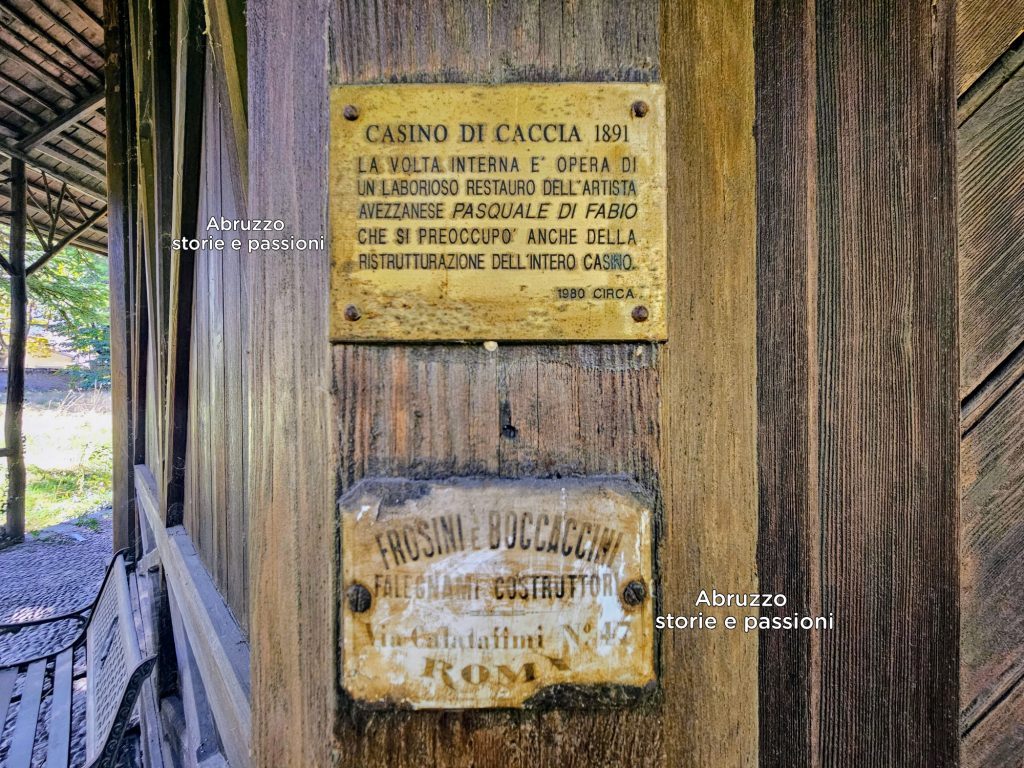 CASINO DI CACCIA 1891
LA VOLTA INTERNA E' OPERA DI
UN LABORIOSO RESTAURO DELL'ARTISTA
AVEZZANESE PASQUALE DI FABIO
CHE SI PREOCCUPO' ANCHE DELLA
RISTRUTTURAZIONE DELL'INTERO CASINO.
1980 CIRCA
Abruzzo
storie e passioni
FROSINI E BOCCACCINI
FALEGNAMI COSTRUTTORI
Via Calatafimi Nº
ROMA
Abruzzo
storie e passioni